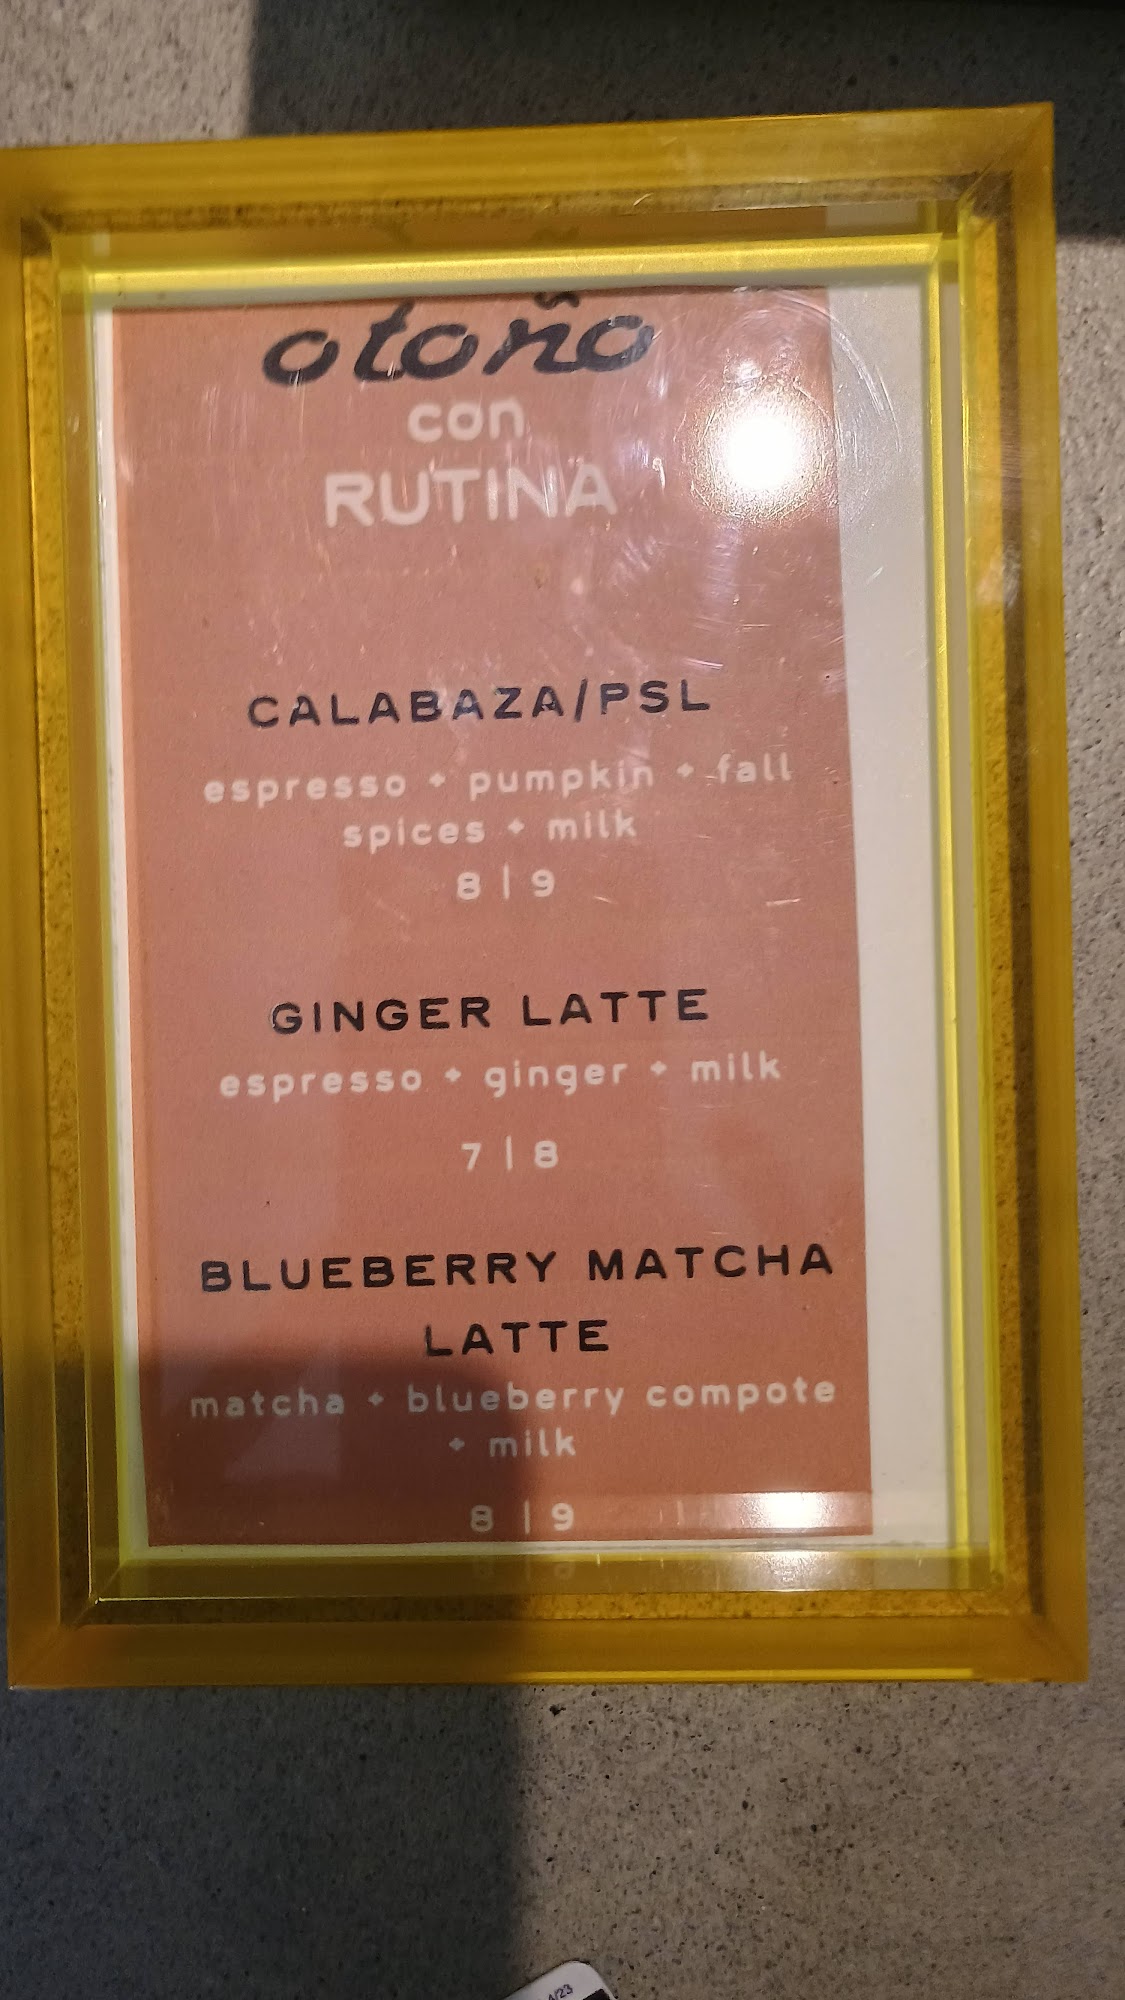 otoño
con
RUTINA
CALABAZA/PSL
espresso + pumpkin + fall
spices + milk
8 | 9
GINGER LATTE
espresso + ginger + milk
7 | 8
BLUEBERRY MATCHA
LATTE
matcha + blueberry compote
+ milk
8 | 9